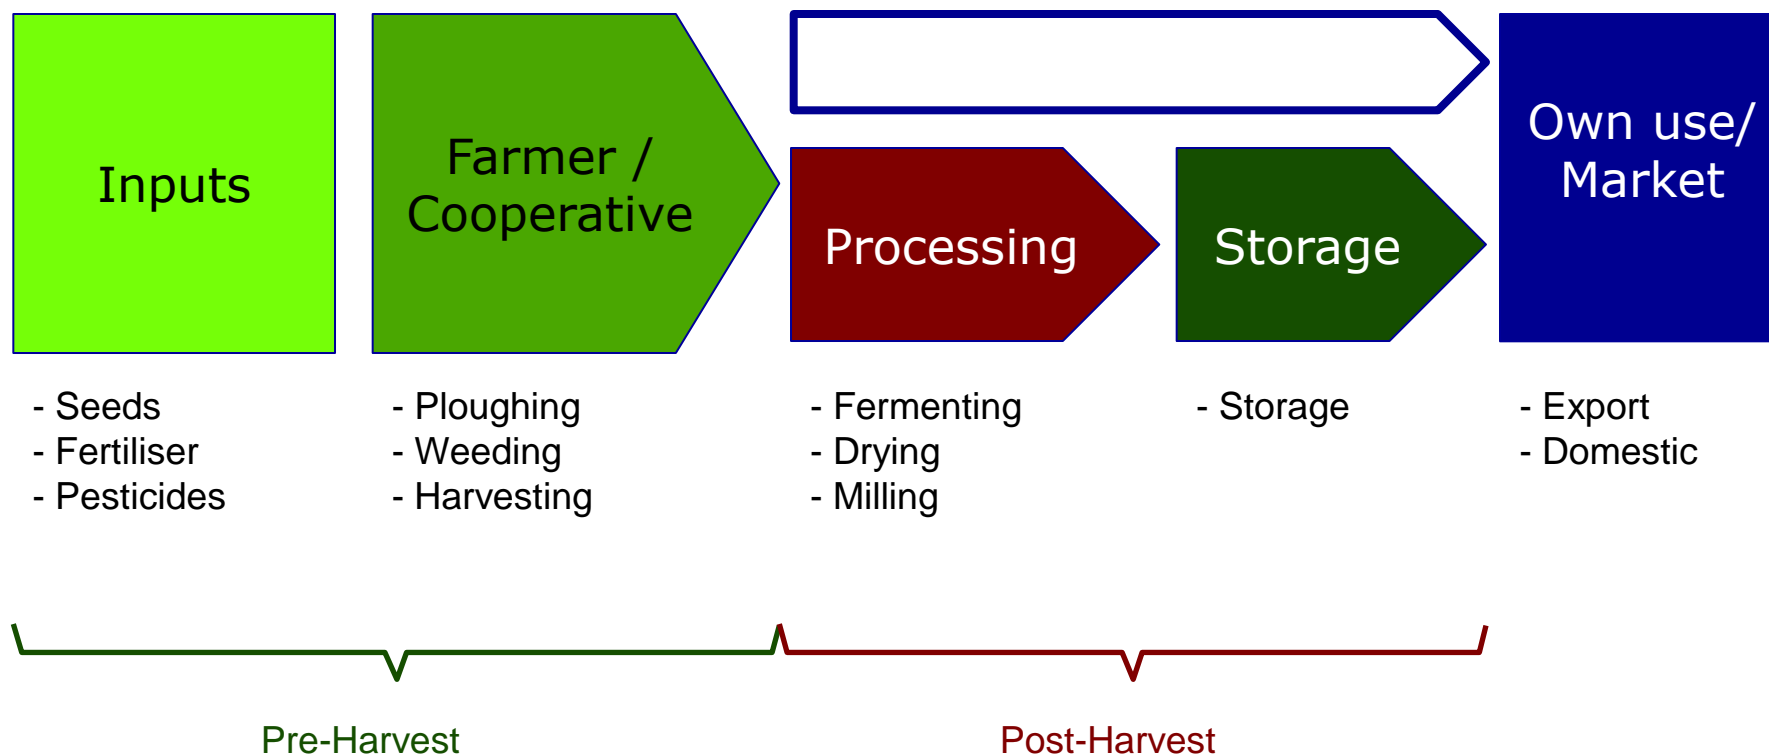 Inputs
Farmer /
Cooperative
Processing
Storage
Own use/
Market
- Seeds
- Fertiliser
- Pesticides
- Ploughing
- Weeding
- Harvesting
- Fermenting
- Drying
- Milling
- Storage
- Export
- Domestic
Pre-Harvest
Post-Harvest